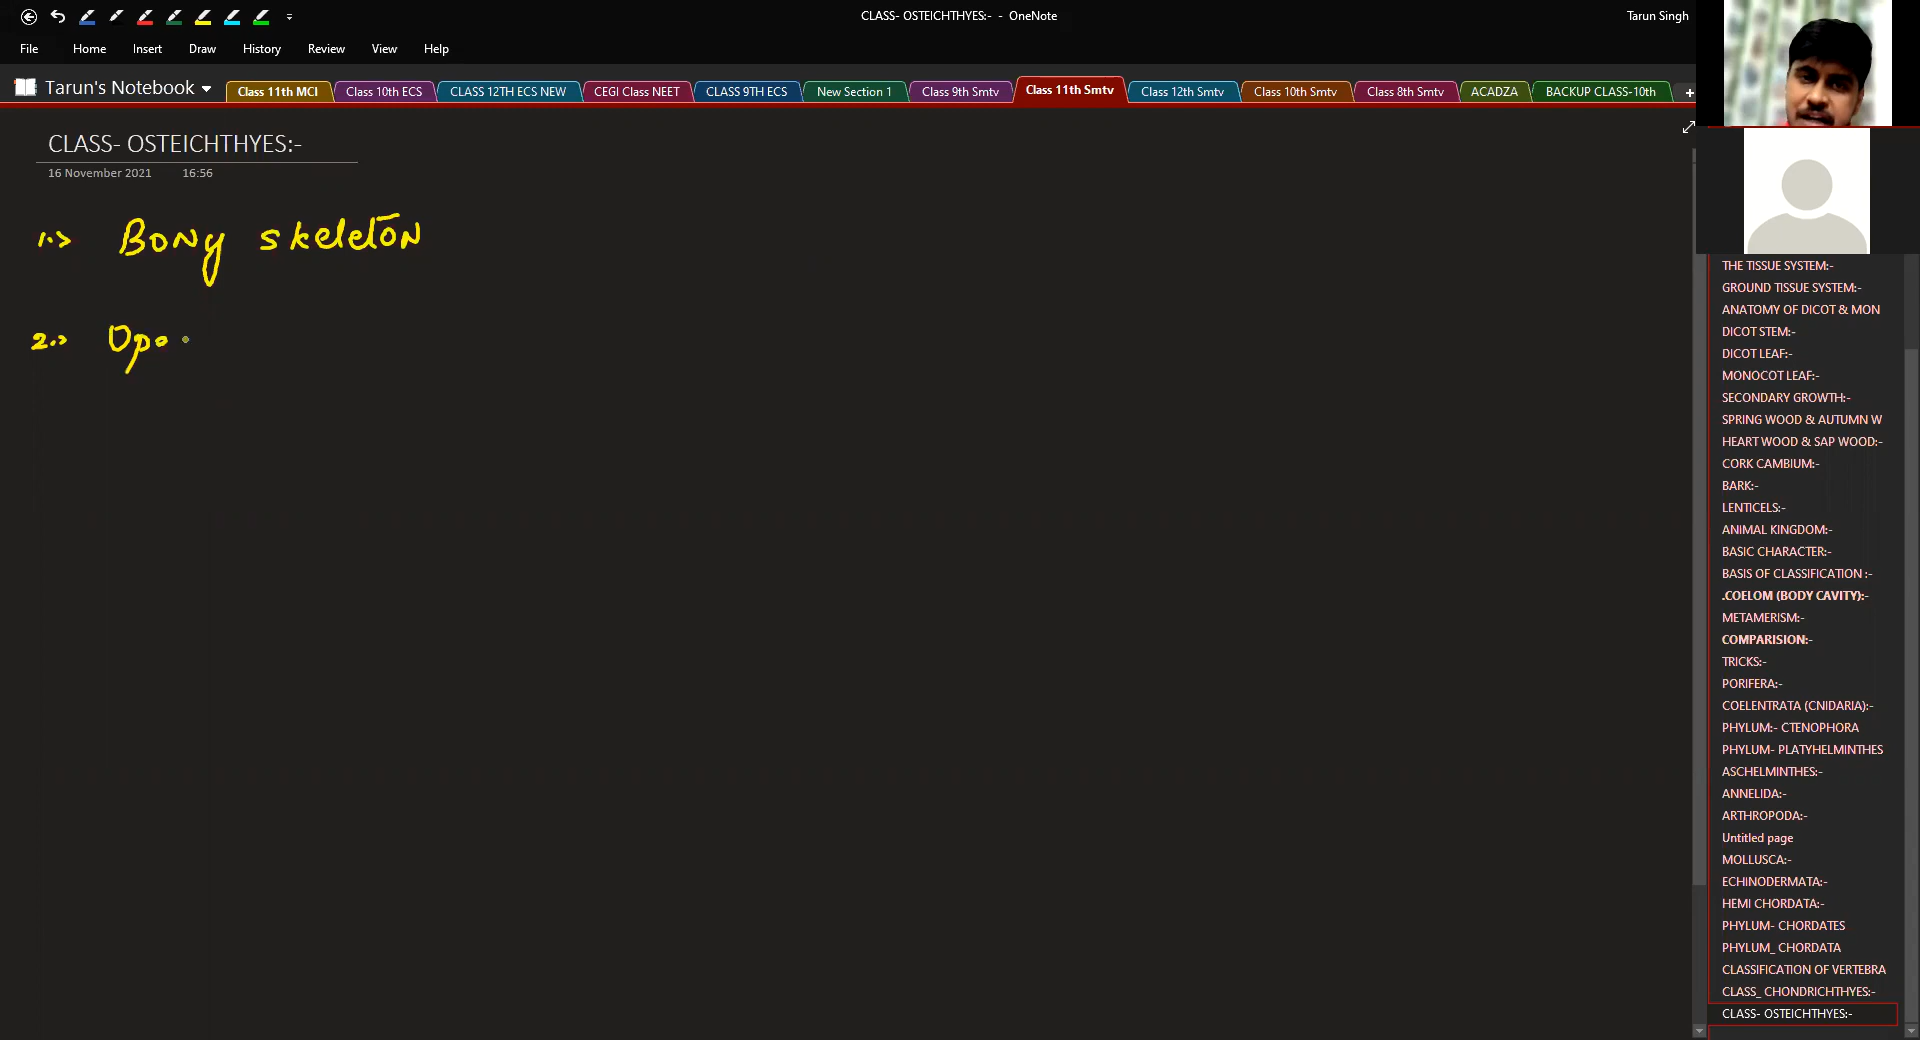 CLASS- OSTEICHTHYES:- - OneNote
Tarun Singh
File Home Insert Draw History Review View Help
Tarun's Notebook
Class 11th MCI Class 10th ECS CLASS 12TH ECS NEW CEGI Class NEET CLASS 9TH ECS New Section 1 Class 9th Smtv Class 11th Smtv Class 12th Smtv Class 10th Smtv Class 8th Smtv ACADZA BACKUP CLASS-10th +
CLASS- OSTEICHTHYES:-
16 November 2021 16:56
1.> Bony skeleton
2.> Opo
THE TISSUE SYSTEM:-
GROUND TISSUE SYSTEM:-
ANATOMY OF DICOT & MON
DICOT STEM:-
DICOT LEAF:-
MONOCOT LEAF:-
SECONDARY GROWTH:-
SPRING WOOD & AUTUMN W
HEART WOOD & SAP WOOD:-
CORK CAMBIUM:-
BARK:-
LENTICELS:-
ANIMAL KINGDOM:-
BASIC CHARACTER:-
BASIS OF CLASSIFICATION :-
.COELOM (BODY CAVITY):-
METAMERISM:-
COMPARISION:-
TRICKS:-
PORIFERA:-
COELENTRATA (CNIDARIA):-
PHYLUM:- CTENOPHORA
PHYLUM- PLATYHELMINTHES
ASCHELMINTHES:-
ANNELIDA:-
ARTHROPODA:-
Untitled page
MOLLUSCA:-
ECHINODERMATA:-
HEMI CHORDATA:-
PHYLUM- CHORDATES
PHYLUM_ CHORDATA
CLASSIFICATION OF VERTEBRA
CLASS_ CHONDRICHTHYES:-
CLASS- OSTEICHTHYES:-